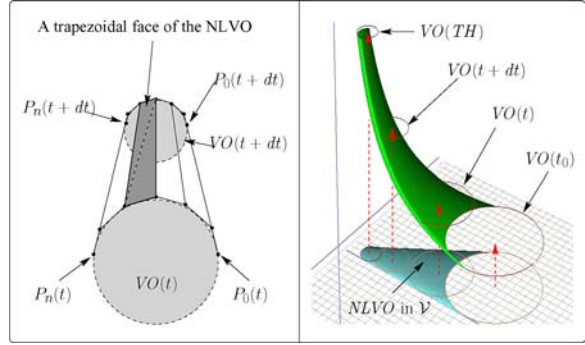 A trapezoidal face of the NLVO
P_n(t + dt)
P_0(t + dt)
VO(t + dt)
P_n(t)
VO(t)
P_0(t)
VO(TH)
VO(t + dt)
VO(t)
VO(t_0)
NLVO in 𝒱